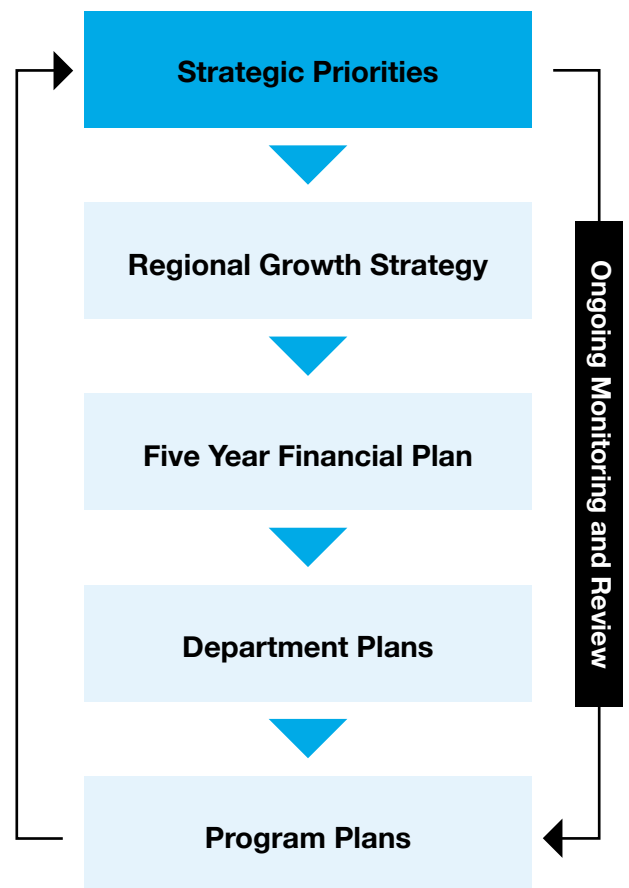 Strategic Priorities
Regional Growth Strategy
Five Year Financial Plan
Department Plans
Program Plans
Ongoing Monitoring and Review